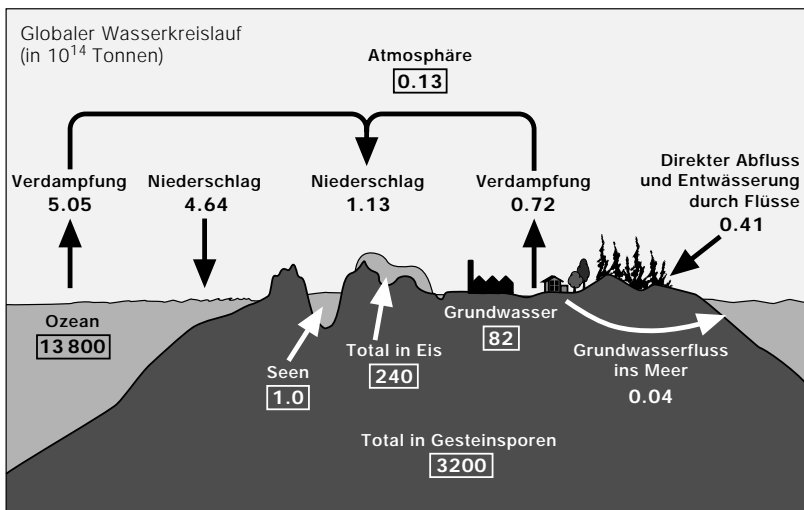 Globaler Wasserkreislauf
(in 10¹⁴ Tonnen)
Atmosphäre
0.13
Verdampfung
5.05
Niederschlag
4.64
Niederschlag
1.13
Verdampfung
0.72
Direkter Abfluss
und Entwässerung
durch Flüsse
0.41
Ozean
13 800
Seen
1.0
Total in Eis
240
Grundwasser
82
Grundwasserfluss
ins Meer
0.04
Total in Gesteinsporen
3200